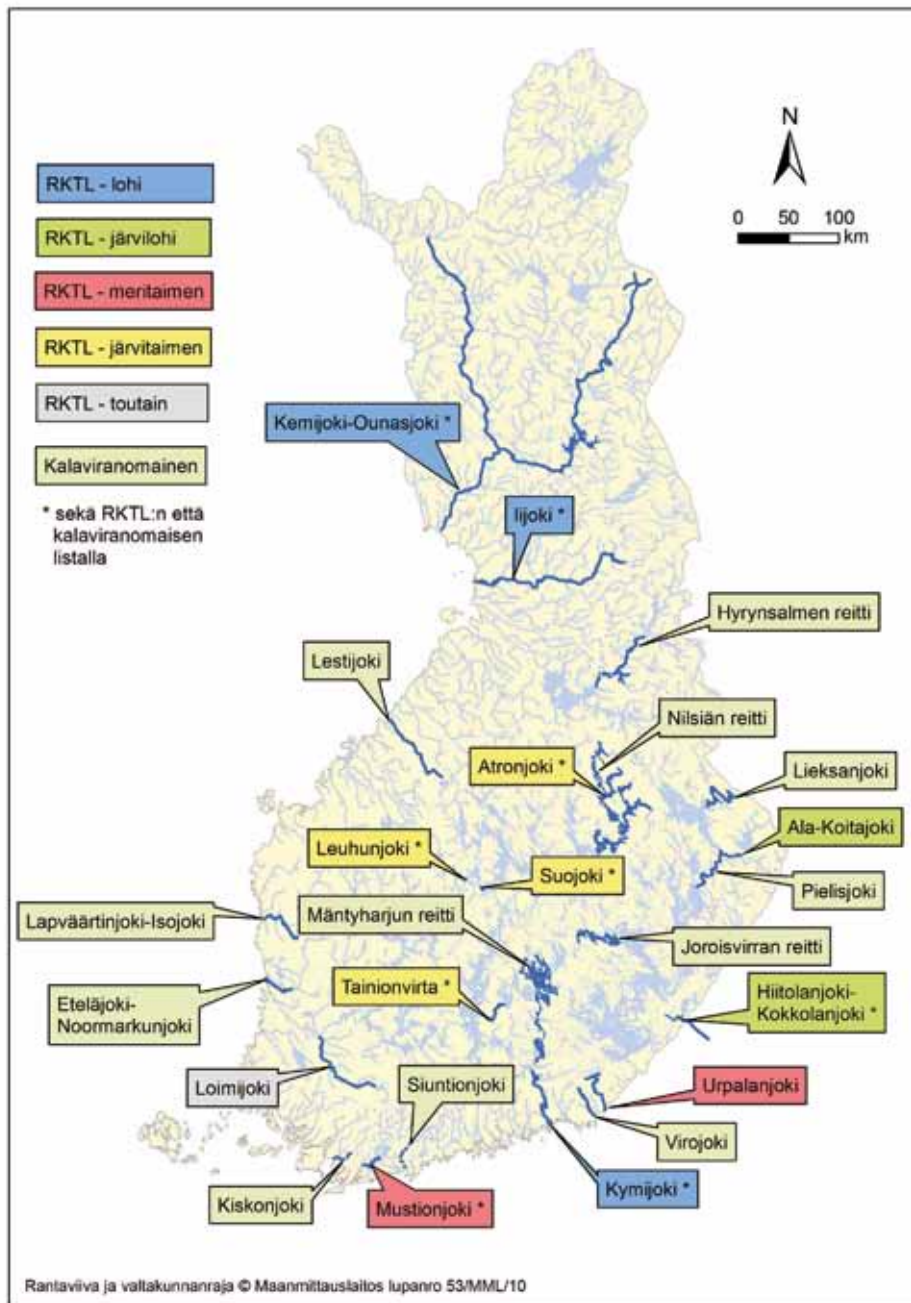 N
0 50 100
km
RKTL - lohi
RKTL - järvilohi
RKTL - meritaimen
RKTL - järvitaimen
RKTL - toutain
Kalaviranomainen
* sekä RKTL:n että
kalaviranomaisen
listalla
Kemijoki-Ounasjoki *
Iijoki *
Hyrynsalmen reitti
Lestijoki
Nilsiän reitti
Atronjoki *
Lieksanjoki
Ala-Koitajoki
Leuhunjoki *
Suojoki *
Pielisjoki
Lapväärtinjoki-Isojoki
Mäntyharjun reitti
Joroisvirran reitti
Eteläjoki-
Noormarkunjoki
Tainionvirta *
Hiitolanjoki-
Kokkolanjoki *
Loimijoki
Siuntionjoki
Urpalanjoki
Virojoki
Kiskonjoki
Mustionjoki *
Kymijoki *
Rantaviiva ja valtakunnanraja © Maanmittauslaitos lupanro 53/MML/10